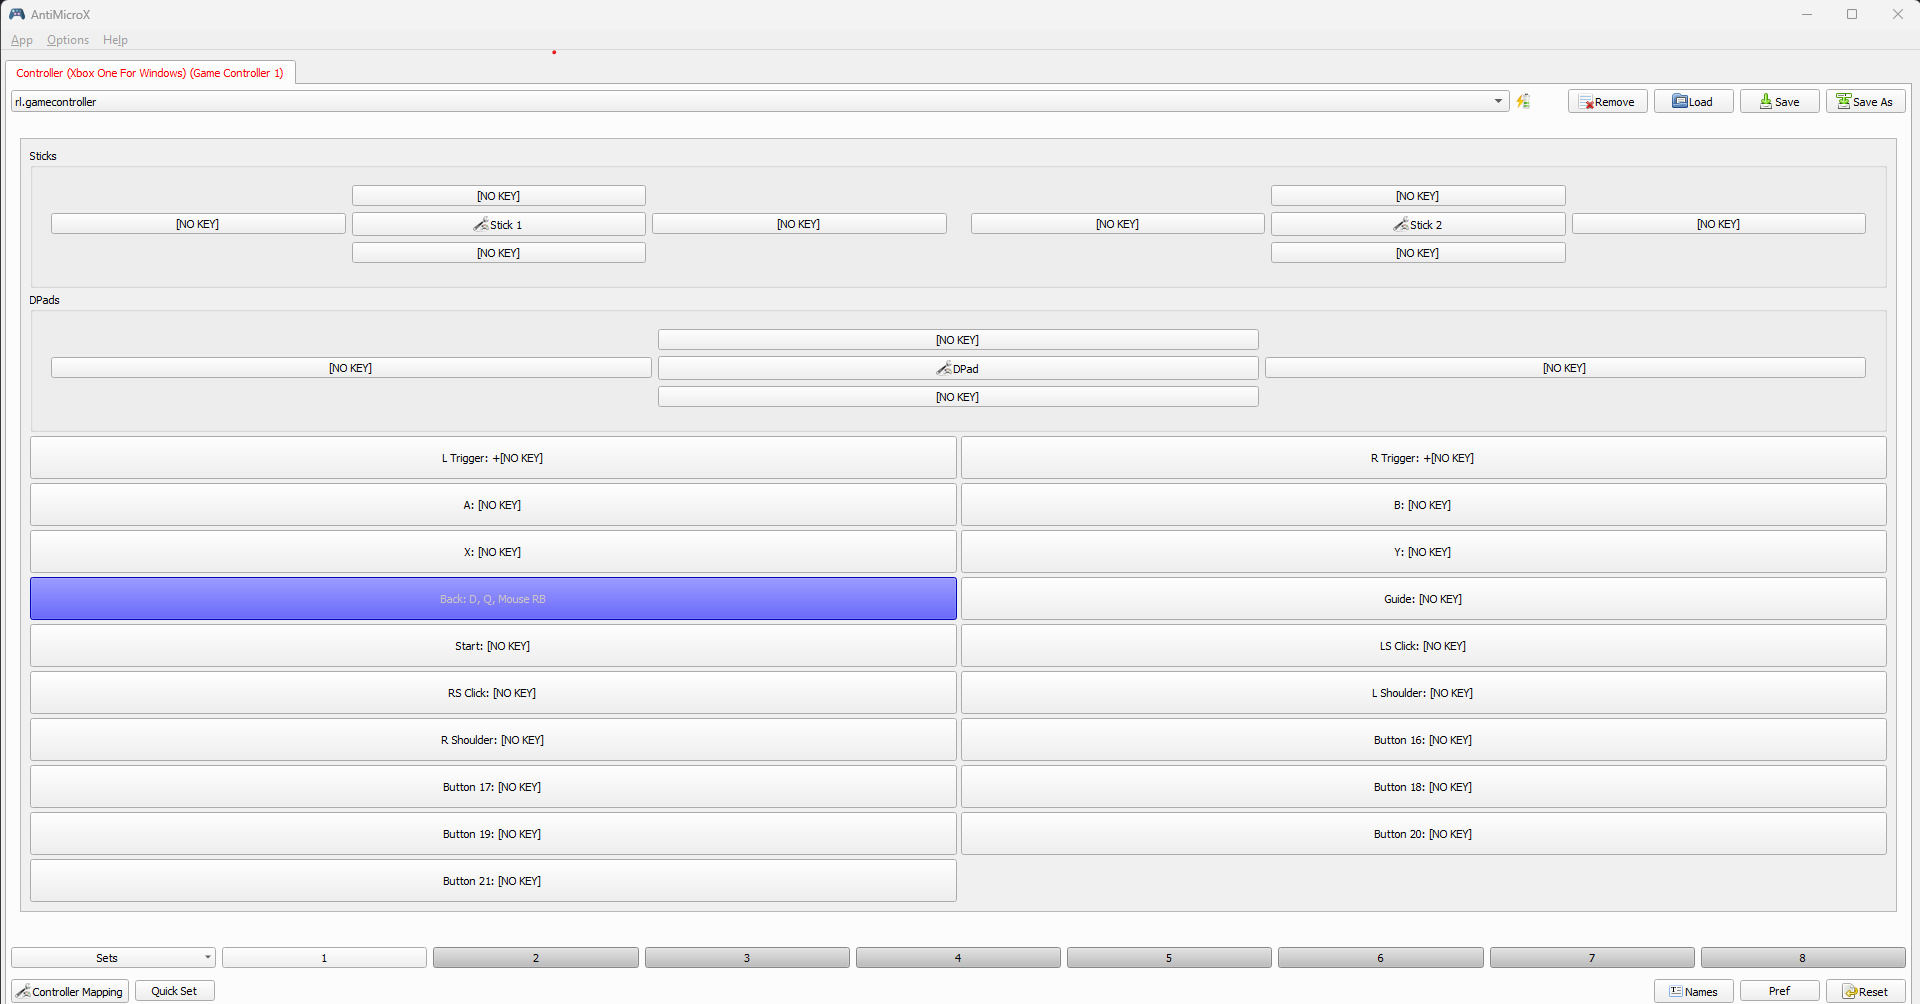 AntiMicroX
App Options Help
Controller (Xbox One For Windows) (Game Controller 1)
rl.gamecontroller
Remove
Load
Save
Save As
Sticks
[NO KEY]
[NO KEY]
[NO KEY]
Stick 1
[NO KEY]
[NO KEY]
Stick 2
[NO KEY]
[NO KEY]
[NO KEY]
DPads
[NO KEY]
[NO KEY]
DPad
[NO KEY]
[NO KEY]
L Trigger: +[NO KEY]
R Trigger: +[NO KEY]
A: [NO KEY]
B: [NO KEY]
X: [NO KEY]
Y: [NO KEY]
Back: D, Q, Mouse RB
Guide: [NO KEY]
Start: [NO KEY]
LS Click: [NO KEY]
RS Click: [NO KEY]
L Shoulder: [NO KEY]
R Shoulder: [NO KEY]
Button 16: [NO KEY]
Button 17: [NO KEY]
Button 18: [NO KEY]
Button 19: [NO KEY]
Button 20: [NO KEY]
Button 21: [NO KEY]
Sets
1
2
3
4
5
6
7
8
Controller Mapping
Quick Set
Names
Pref
Reset